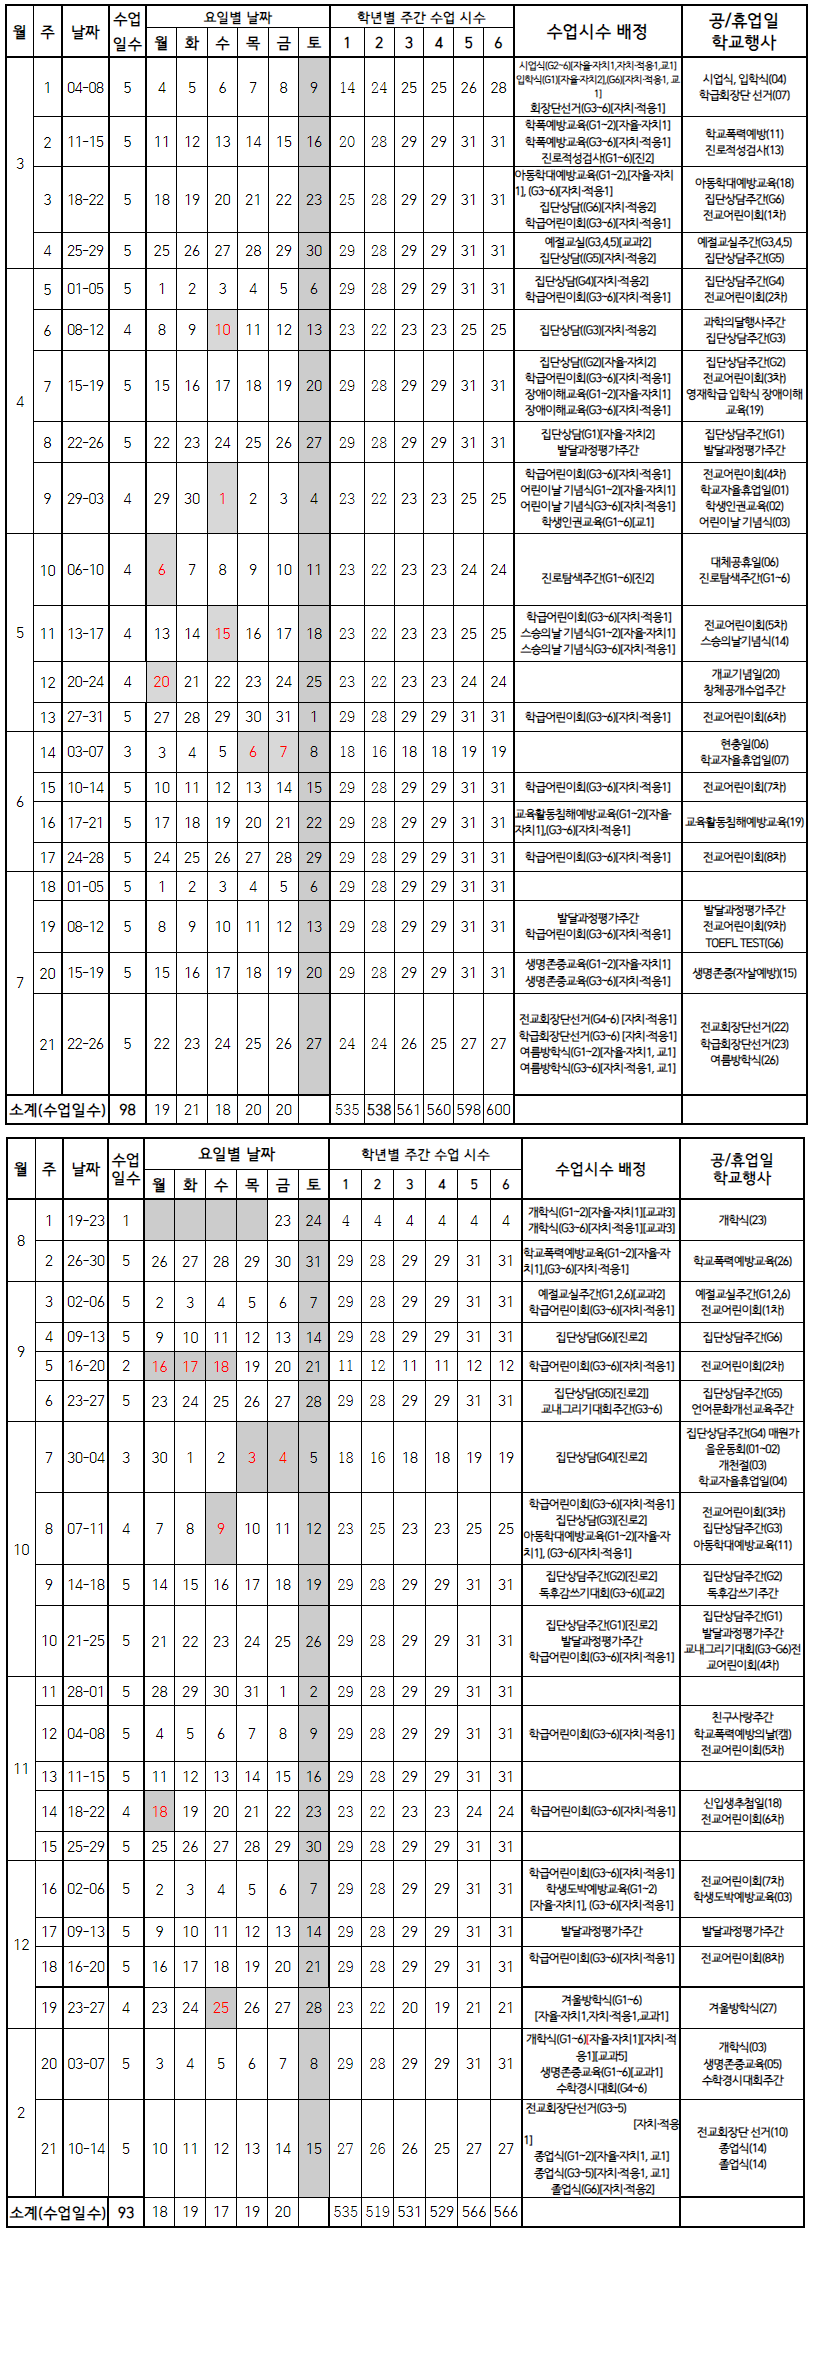 월 주 날짜 수업일수 요일별 날짜 학년별 주간 수업 시수 수업시수 배정 공/휴업일 학교행사
월 화 수 목 금 토 1 2 3 4 5 6
3
1 04-08 5 4 5 6 7 8 9 14 24 25 25 26 28
시업식(G2~6)[자율·자치1,자치·적응1,교1]
입학식(G1)[자율·자치2],(G6)[자치·적응1, 교
1]
회장단선거(G3~6)[자치·적응1]
시업식, 입학식(04)
학급회장단 선거(07)
2 11-15 5 11 12 13 14 15 16 20 28 29 29 31 31
학폭예방교육(G1~2)[자율·자치1]
학폭예방교육(G3~6)[자치·적응1]
진로적성검사(G1~6)[진2]
학교폭력예방(11)
진로적성검사(13)
3 18-22 5 18 19 20 21 22 23 25 28 29 29 31 31
아동학대예방교육(G1~2),[자율·자치
1], (G3~6)[자치·적응1]
집단상담((G6)[자치·적응2]
학급어린이회(G3~6)[자치·적응1]
아동학대예방교육(18)
집단상담주간(G6)
전교어린이회(1차)
4 25-29 5 25 26 27 28 29 30 29 28 29 29 31 31
예절교실(G3,4,5)[교과2]
집단상담((G5)[자치·적응2]
예절교실주간(G3,4,5)
집단상담주간(G5)
4
5 01-05 5 1 2 3 4 5 6 29 28 29 29 31 31
집단상담(G4)[자치·적응2]
학급어린이회(G3~6)[자치·적응1]
집단상담주간(G4)
전교어린이회(2차)
6 08-12 4 8 9 10 11 12 13 23 22 23 23 25 25
집단상담((G3)[자치·적응2]
과학의달행사주간
집단상담주간(G3)
7 15-19 5 15 16 17 18 19 20 29 28 29 29 31 31
집단상담((G2)[자율·자치2]
학급어린이회(G3~6)[자치·적응1]
장애이해교육(G1~2)[자율·자치1]
장애이해교육(G3~6)[자치·적응1]
집단상담주간(G2)
전교어린이회(3차)
영재학급 입학식 장애이해
교육(19)
8 22-26 5 22 23 24 25 26 27 29 28 29 29 31 31
집단상담(G1)[자율·자치2]
발달과정평가주간
집단상담주간(G1)
발달과정평가주간
9 29-03 4 29 30 1 2 3 4 23 22 23 23 25 25
학급어린이회(G3~6)[자치·적응1]
어린이날 기념식G1~2)[자율·자치1]
어린이날 기념식G3~6)[자치·적응1]
학생인권교육(G1~6)[교1]
전교어린이회(4차)
학교자율휴업일(01)
학생인권교육(02)
어린이날 기념식(03)
5
10 06-10 4 6 7 8 9 10 11 23 22 23 23 24 24
진로탐색주간(G1~6)[진2]
대체공휴일(06)
진로탐색주간(G1~6)
11 13-17 4 13 14 15 16 17 18 23 22 23 23 25 25
학급어린이회(G3~6)[자치·적응1]
스승의날 기념식G1~2)[자율·자치1]
스승의날 기념식G3~6)[자치·적응1]
전교어린이회(5차)
스승의날기념식(14)
12 20-24 4 20 21 22 23 24 25 23 22 23 23 24 24
개교기념일(20)
창체공개수업주간
13 27-31 5 27 28 29 30 31 1 29 28 29 29 31 31
학급어린이회(G3~6)[자치·적응1]
전교어린이회(6차)
6
14 03-07 3 3 4 5 6 7 8 18 16 18 18 19 19
현충일(06)
학교자율휴업일(07)
15 10-14 5 10 11 12 13 14 15 29 28 29 29 31 31
학급어린이회(G3~6)[자치·적응1]
전교어린이회(7차)
16 17-21 5 17 18 19 20 21 22 29 28 29 29 31 31
교육활동침해예방교육(G1~2)[자율·
자치1],(G3~6)[자치·적응1]
교육활동침해예방교육(19)
17 24-28 5 24 25 26 27 28 29 29 28 29 29 31 31
학급어린이회(G3~6)[자치·적응1]
전교어린이회(8차)
7
18 01-05 5 1 2 3 4 5 6 29 28 29 29 31 31
19 08-12 5 8 9 10 11 12 13 29 28 29 29 31 31
발달과정평가주간
학급어린이회(G3~6)[자치·적응1]
발달과정평가주간
전교어린이회(9차)
TOEFL TEST(G6)
20 15-19 5 15 16 17 18 19 20 29 28 29 29 31 31
생명존중교육(G1~2)[자율·자치1]
생명존중교육(G3~6)[자치·적응1]
생명존중(자살예방)(15)
21 22-26 5 22 23 24 25 26 27 24 24 26 25 27 27
전교회장단선거(G4~6) [자치·적응1]
학급회장단선거(G3~6) [자치·적응1]
여름방학식(G1~2)[자율·자치1, 교1]
여름방학식(G3~6)[자치·적응1, 교1]
전교회장단선거(22)
학급회장단선거(23)
여름방학식(26)
소계(수업일수) 98 19 21 18 20 20 535 538 561 560 598 600
월 주 날짜 수업일수 요일별 날짜 학년별 주간 수업 시수 수업시수 배정 공/휴업일 학교행사
월 화 수 목 금 토 1 2 3 4 5 6
8
1 19-23 1 23 24 4 4 4 4 4 4
개학식(G1~2)[자율·자치1][교과3]
개학식(G3~6)[자치·적응1][교과3]
개학식(23)
2 26-30 5 26 27 28 29 30 31 29 28 29 29 31 31
학교폭력예방교육(G1~2)[자율·자
치1],(G3~6)[자치·적응1]
학교폭력예방교육(26)
9
3 02-06 5 2 3 4 5 6 7 29 28 29 29 31 31
예절교실주간(G1,2,6)[교과2]
학급어린이회(G3~6)[자치·적응1]
예절교실주간(G1,2,6)
전교어린이회(1차)
4 09-13 5 9 10 11 12 13 14 29 28 29 29 31 31
집단상담(G6)[진로2]
집단상담주간(G6)
5 16-20 2 16 17 18 19 20 21 11 12 11 11 12 12
학급어린이회(G3~6)[자치·적응1]
전교어린이회(2차)
6 23-27 5 23 24 25 26 27 28 29 28 29 29 31 31
집단상담(G5)[진로2]]
교내그리기대회주간(G3~6)
집단상담주간(G5)
언어문화개선교육주간
10
7 30-04 3 30 1 2 3 4 5 18 16 18 18 19 19
집단상담(G4)[진로2]
집단상담주간(G4) 매원가
을운동회(01~02)
개천절(03)
학교자율휴업일(04)
8 07-11 4 7 8 9 10 11 12 23 25 23 23 25 25
학급어린이회(G3~6)[자치·적응1]
집단상담(G3)[진로2]
아동학대예방교육(G1~2)[자율·자
치1], (G3~6)[자치·적응1]
전교어린이회(3차)
집단상담주간(G3)
아동학대예방교육(11)
9 14-18 5 14 15 16 17 18 19 29 28 29 29 31 31
집단상담주간(G2)[진로2]
독후감쓰기대회(G3~6)([교2]
집단상담주간(G2)
독후감쓰기주간
10 21-25 5 21 22 23 24 25 26 29 28 29 29 31 31
집단상담주간(G1)[진로2]
발달과정평가주간
학급어린이회(G3~6)[자치·적응1]
집단상담주간(G1)
발달과정평가주간
교내그리기대회(G3~G6)전
교어린이회(4차)
11
11 28-01 5 28 29 30 31 1 2 29 28 29 29 31 31
12 04-08 5 4 5 6 7 8 9 29 28 29 29 31 31
학급어린이회(G3~6)[자치·적응1]
친구사랑주간
학교폭력예방의날(캠)
전교어린이회(5차)
13 11-15 5 11 12 13 14 15 16 29 28 29 29 31 31
14 18-22 4 18 19 20 21 22 23 23 22 23 23 24 24
학급어린이회(G3~6)[자치·적응1]
신입생추첨일(18)
전교어린이회(6차)
15 25-29 5 25 26 27 28 29 30 29 28 29 29 31 31
12
16 02-06 5 2 3 4 5 6 7 29 28 29 29 31 31
학급어린이회(G3~6)[자치·적응1]
학생도박예방교육(G1~2)
[자율·자치1], (G3~6)[자치·적응1]
전교어린이회(7차)
학생도박예방교육(03)
17 09-13 5 9 10 11 12 13 14 29 28 29 29 31 31
발달과정평가주간
발달과정평가주간
18 16-20 5 16 17 18 19 20 21 29 28 29 29 31 31
학급어린이회(G3~6)[자치·적응1]
전교어린이회(8차)
19 23-27 4 23 24 25 26 27 28 23 22 20 19 21 21
겨울방학식(G1~6)
[자율·자치1,자치·적응1,교과1]
겨울방학식(27)
2
20 03-07 5 3 4 5 6 7 8 29 28 29 29 31 31
개학식(G1~6)[자율·자치1][자치·적
응1][교과5]
생명존중교육(G1~6)[교과1]
수학경시대회(G4~6)
개학식(03)
생명존중교육(05)
수학경시대회주간
21 10-14 5 10 11 12 13 14 15 27 26 26 25 27 27
전교회장단선거(G3~5)
[자치·적응
1]
종업식(G1~2)[자율·자치1, 교1]
종업식(G3~5)[자치·적응1, 교1]
졸업식(G6)[자치·적응2]
전교회장단 선거(10)
종업식(14)
졸업식(14)
소계(수업일수) 93 18 19 17 19 20 535 519 531 529 566 566